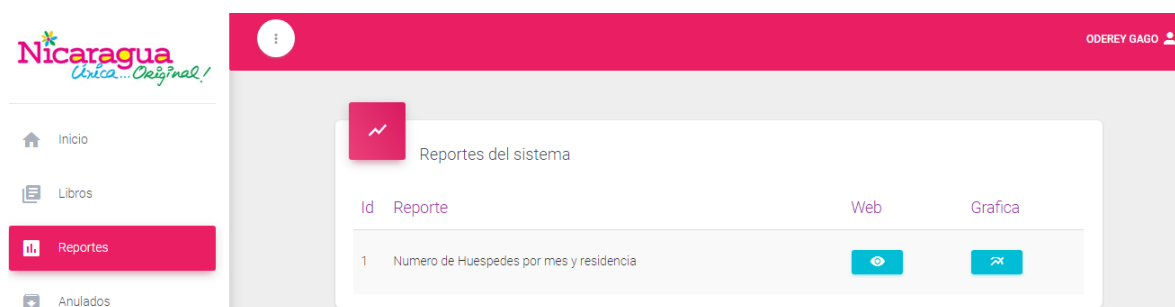 Nicaragua
Única...Original!
ODEREY GAGO
Inicio
Libros
Reportes
Anulados
Reportes del sistema
Id Reporte Web Grafica
1 Numero de Huespedes por mes y residencia